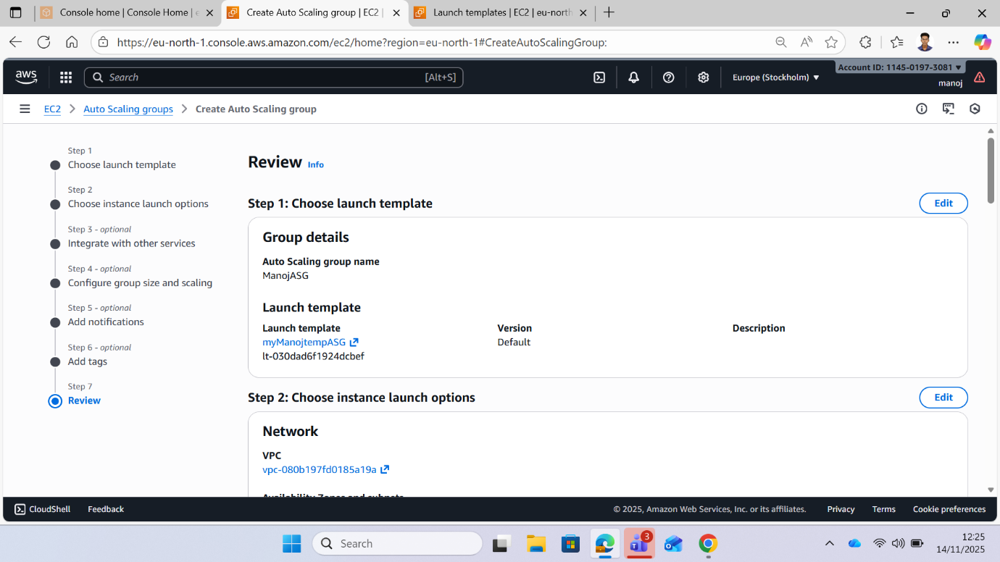 Console home | Console Home | e
Create Auto Scaling group | EC2 |
Launch templates | EC2 | eu-north
https://eu-north-1.console.aws.amazon.com/ec2/home?region=eu-north-1#CreateAutoScalingGroup:
aws
Search
[Alt+S]
Europe (Stockholm)
Account ID: 1145-0197-3081
manoj
EC2
Auto Scaling groups
Create Auto Scaling group
Step 1
Choose launch template
Step 2
Choose instance launch options
Step 3 - optional
Integrate with other services
Step 4 - optional
Configure group size and scaling
Step 5 - optional
Add notifications
Step 6 - optional
Add tags
Step 7
Review
Review Info
Step 1: Choose launch template
Edit
Group details
Auto Scaling group name
ManojASG
Launch template
Launch template
myManojtempASG
lt-030dad6f1924dcbef
Version
Default
Description
Step 2: Choose instance launch options
Edit
Network
VPC
vpc-080b197fd0185a19a
Availability Zones and subnets
CloudShell
Feedback
© 2025, Amazon Web Services, Inc. or its affiliates.
Privacy
Terms
Cookie preferences
Search
3
12:25
14/11/2025